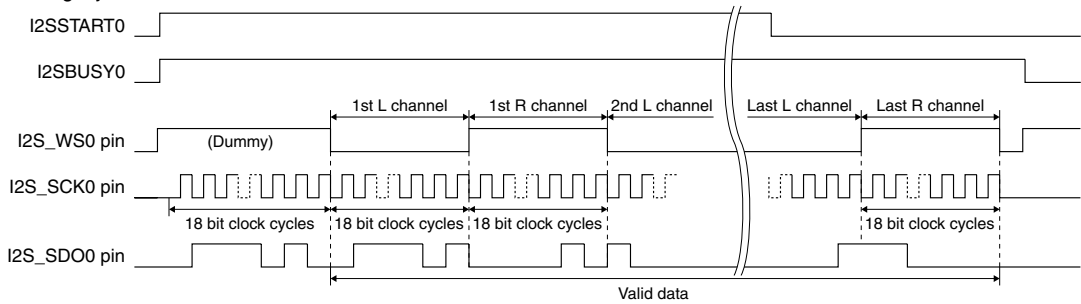 I2SSTART0
I2SBUSY0
1st L channel 1st R channel 2nd L channel Last L channel Last R channel
I2S_WS0 pin (Dummy)
I2S_SCK0 pin
18 bit clock cycles 18 bit clock cycles 18 bit clock cycles 18 bit clock cycles
I2S_SDO0 pin
Valid data